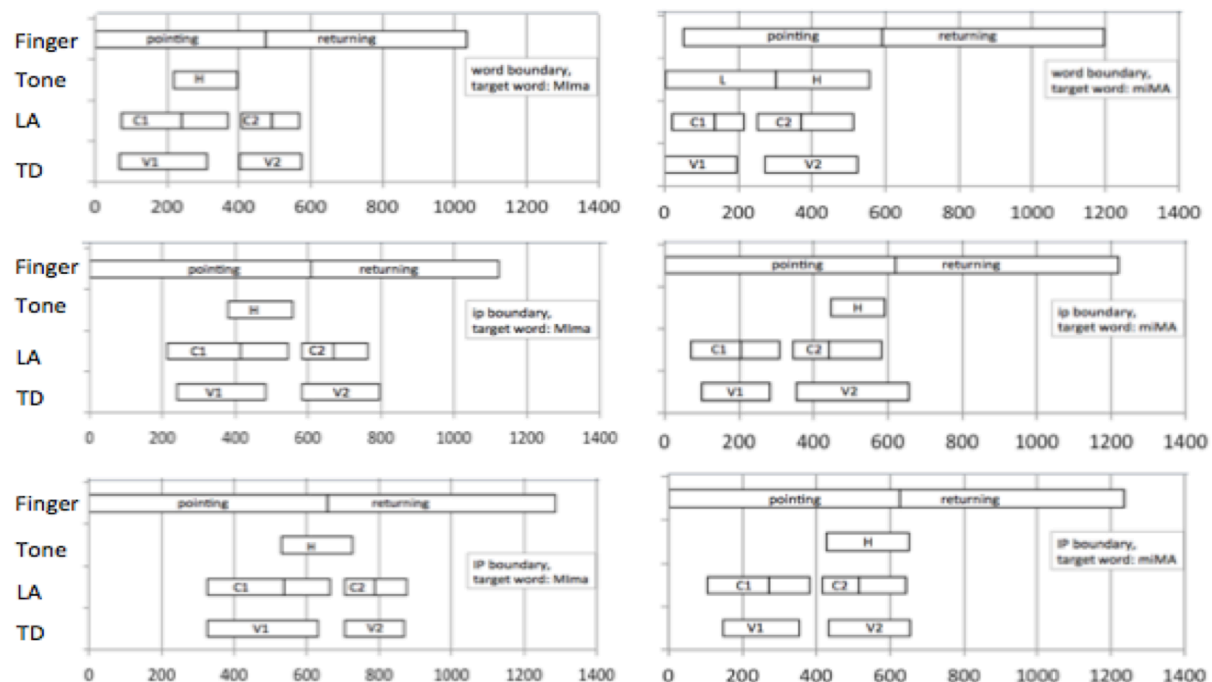 Finger pointing returning
Tone H
word boundary,
target word: MIma
LA C1 C2
TD V1 V2
0 200 400 600 800 1000 1200 1400
pointing returning
L H
word boundary,
target word: miMA
C1 C2
V1 V2
0 200 400 600 800 1000 1200 1400
Finger pointing returning
Tone H
ip boundary,
target word: MIma
LA C1 C2
TD V1 V2
0 200 400 600 800 1000 1200 1400
pointing returning
H
ip boundary,
target word: miMA
C1 C2
V1 V2
0 200 400 600 800 1000 1200 1400
Finger pointing returning
Tone H
IP boundary,
target word: MIma
LA C1 C2
TD V1 V2
0 200 400 600 800 1000 1200 1400
pointing returning
H
IP boundary,
target word: miMA
C1 C2
V1 V2
0 200 400 600 800 1000 1200 1400